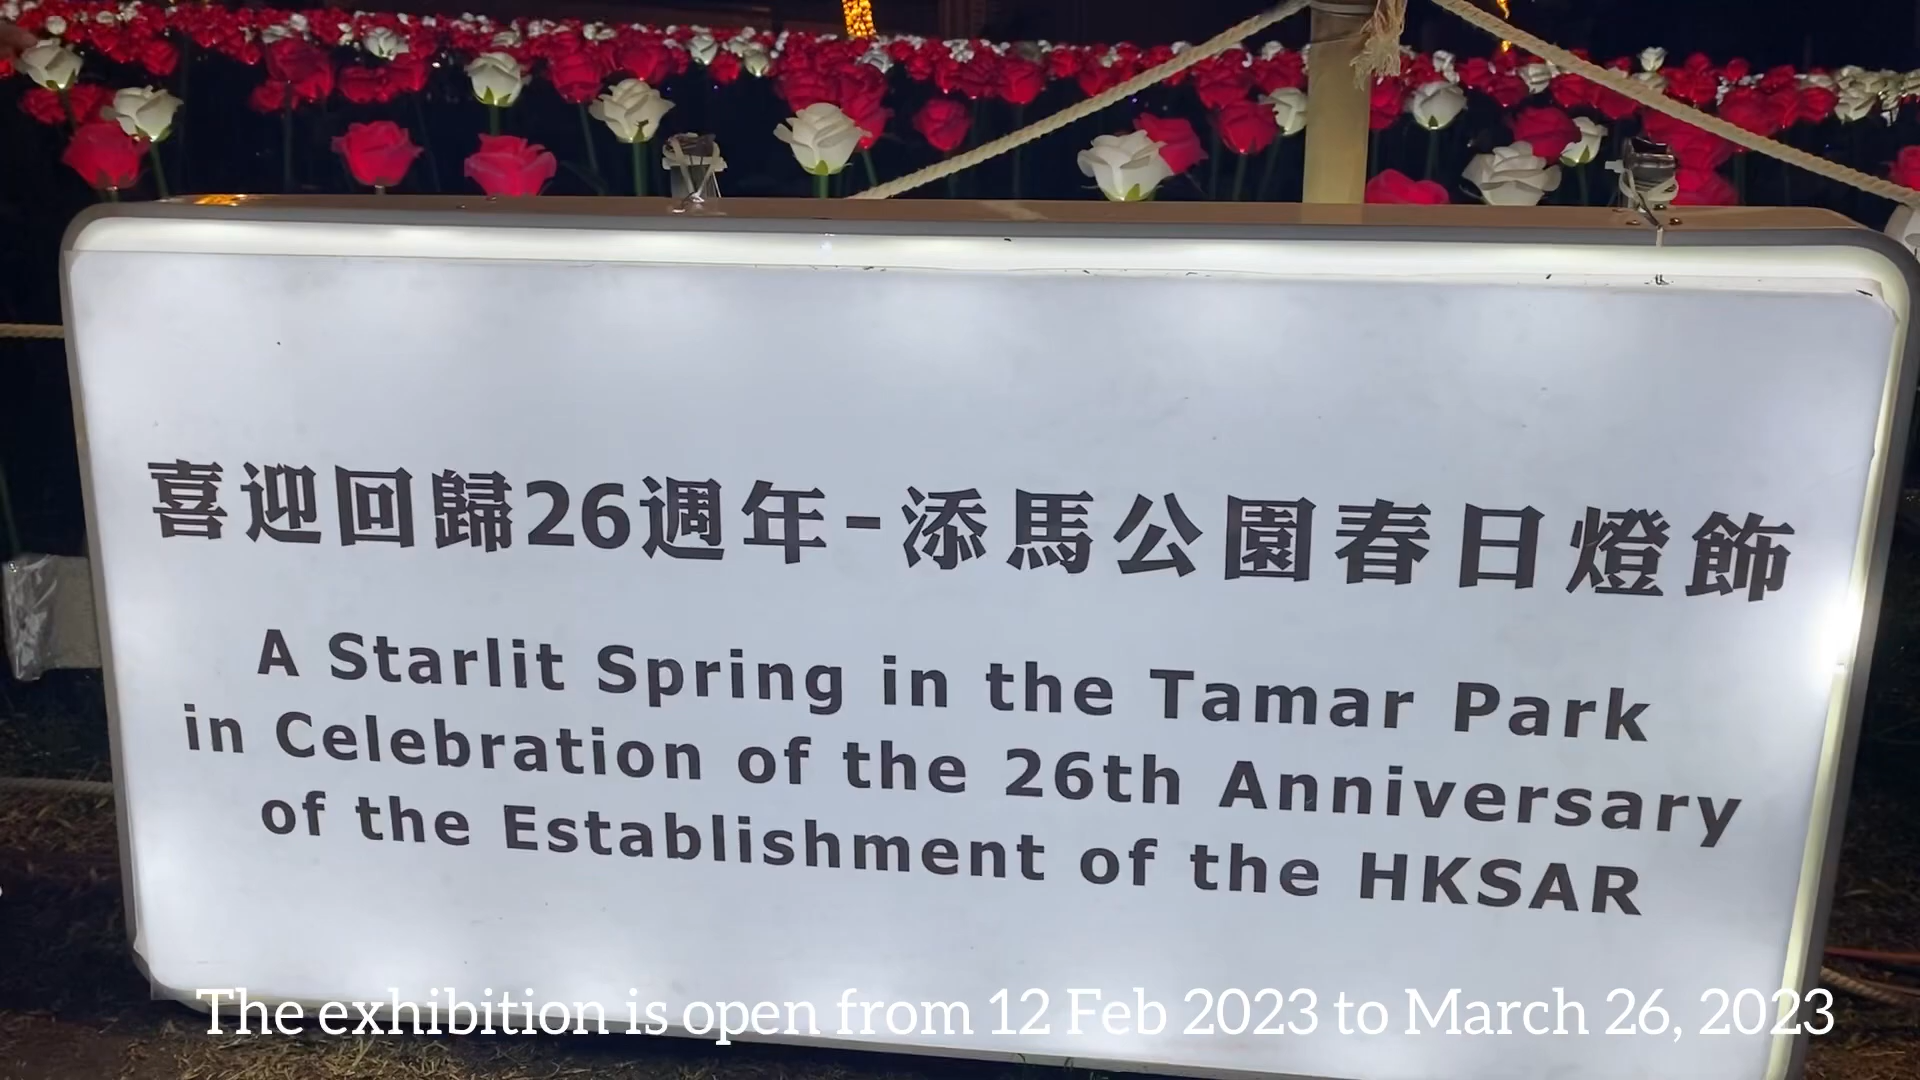 喜迎回歸26週年-添馬公園春日燈飾
A Starlit Spring in the Tamar Park
in Celebration of the 26th Anniversary
of the Establishment of the HKSAR
The exhibition is open from 12 Feb 2023 to March 26, 2023